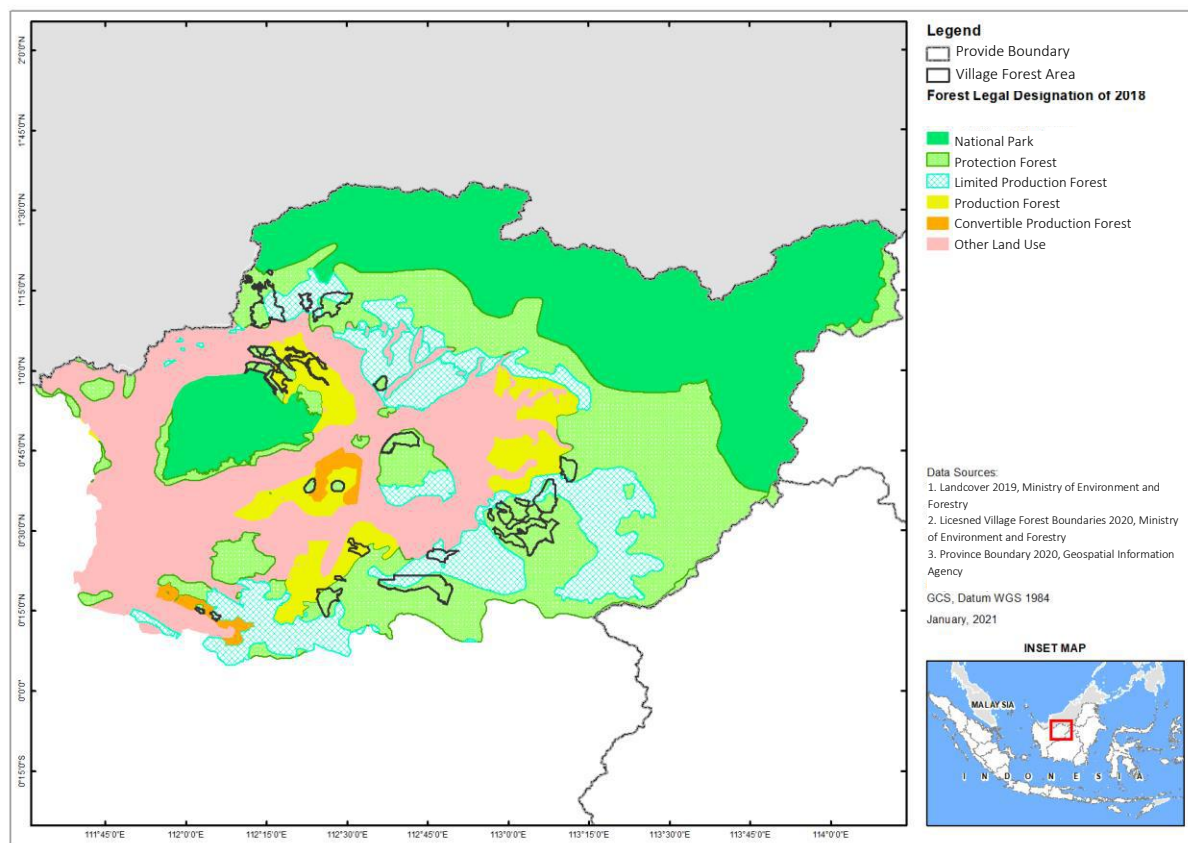 Legend
Provide Boundary
Village Forest Area
Forest Legal Designation of 2018
National Park
Protection Forest
Limited Production Forest
Production Forest
Convertible Production Forest
Other Land Use
Data Sources:
1. Landcover 2019, Ministry of Environment and
Forestry
2. Licesned Village Forest Boundaries 2020, Ministry
of Environment and Forestry
3. Province Boundary 2020, Geospatial Information
Agency
GCS, Datum WGS 1984
January, 2021
INSET MAP
MALAYSIA
I N D O N E S I A
2°0'0"N
1°45'0"N
1°30'0"N
1°15'0"N
1°0'0"N
0°45'0"N
0°30'0"N
0°15'0"N
0°0'0"
0°15'0"S
111°45'0"E 112°0'0"E 112°15'0"E 112°30'0"E 112°45'0"E 113°0'0"E 113°15'0"E 113°30'0"E 113°45'0"E 114°0'0"E